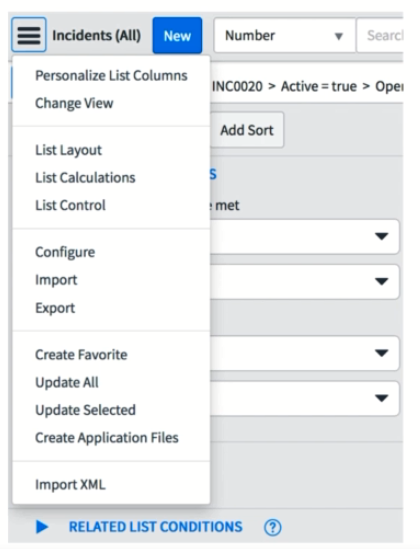 Incidents (All) New Number Search
INC0020 > Active = true > Ope
Personalize List Columns
Change View
Add Sort
List Layout
List Calculations
List Control
S
met
Configure
Import
Export
Create Favorite
Update All
Update Selected
Create Application Files
Import XML
RELATED LIST CONDITIONS ?